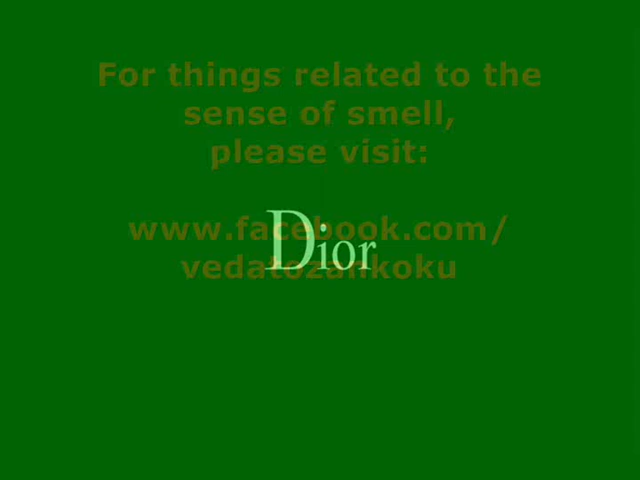 For things related to the
sense of smell,
please visit:
www.facebook.com/
vedatozankoku
Dior